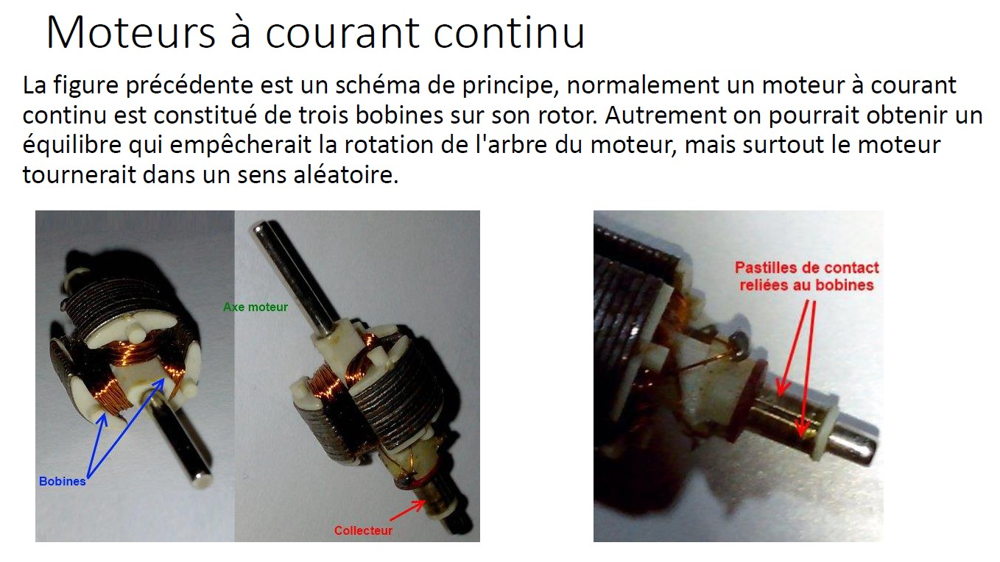 Moteurs à courant continu
La figure précédente est un schéma de principe, normalement un moteur à courant
continu est constitué de trois bobines sur son rotor. Autrement on pourrait obtenir un
équilibre qui empêcherait la rotation de l'arbre du moteur, mais surtout le moteur
tournerait dans un sens aléatoire.
Axe moteur
Bobines
Collecteur
Pastilles de contact
reliées au bobines